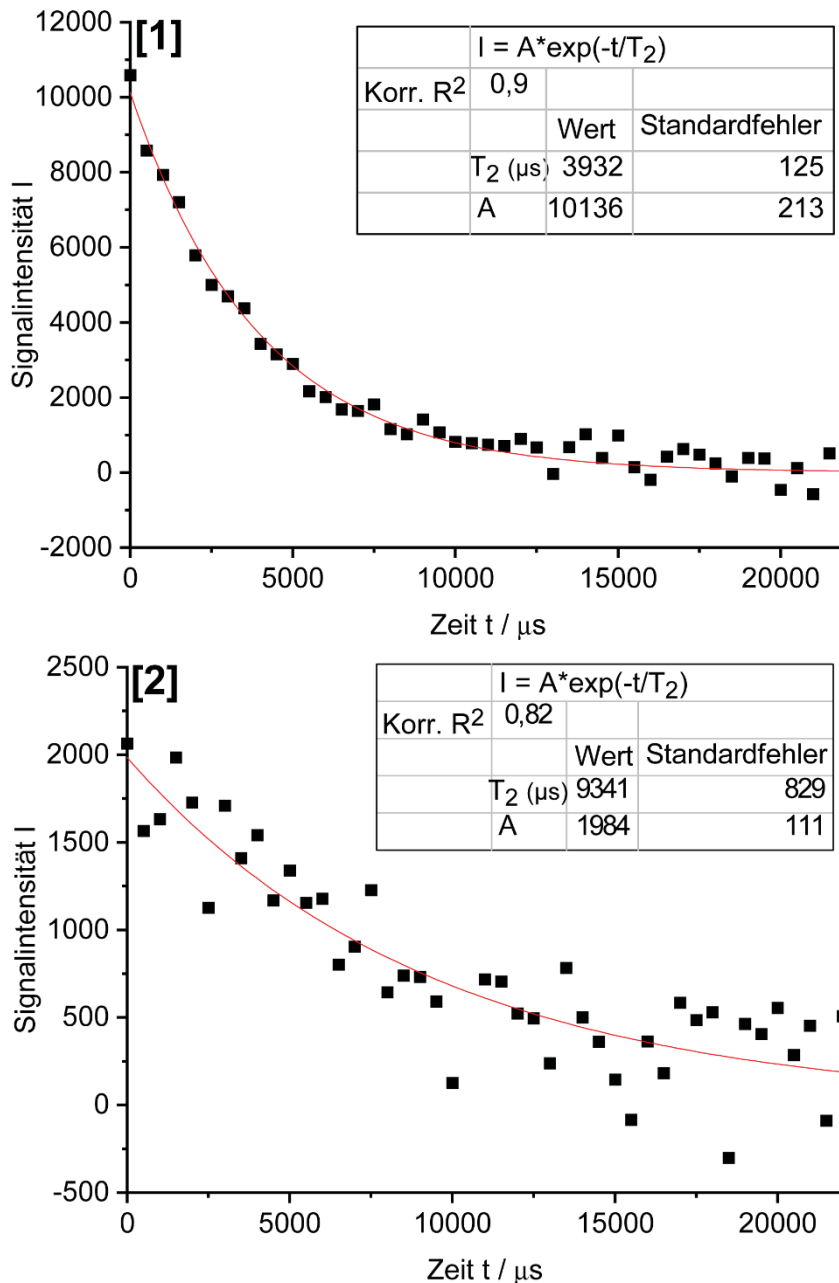 [1]
I = A*exp(-t/T₂)
Korr. R² 0,9
Wert Standardfehler
T₂ (µs) 3932 125
A 10136 213
12000
10000
8000
6000
4000
2000
0
-2000
Signalintensität I
0 5000 10000 15000 20000
Zeit t / µs
[2]
I = A*exp(-t/T₂)
Korr. R² 0,82
Wert Standardfehler
T₂ (µs) 9341 829
A 1984 111
2500
2000
1500
1000
500
0
-500
Signalintensität I
0 5000 10000 15000 20000
Zeit t / µs